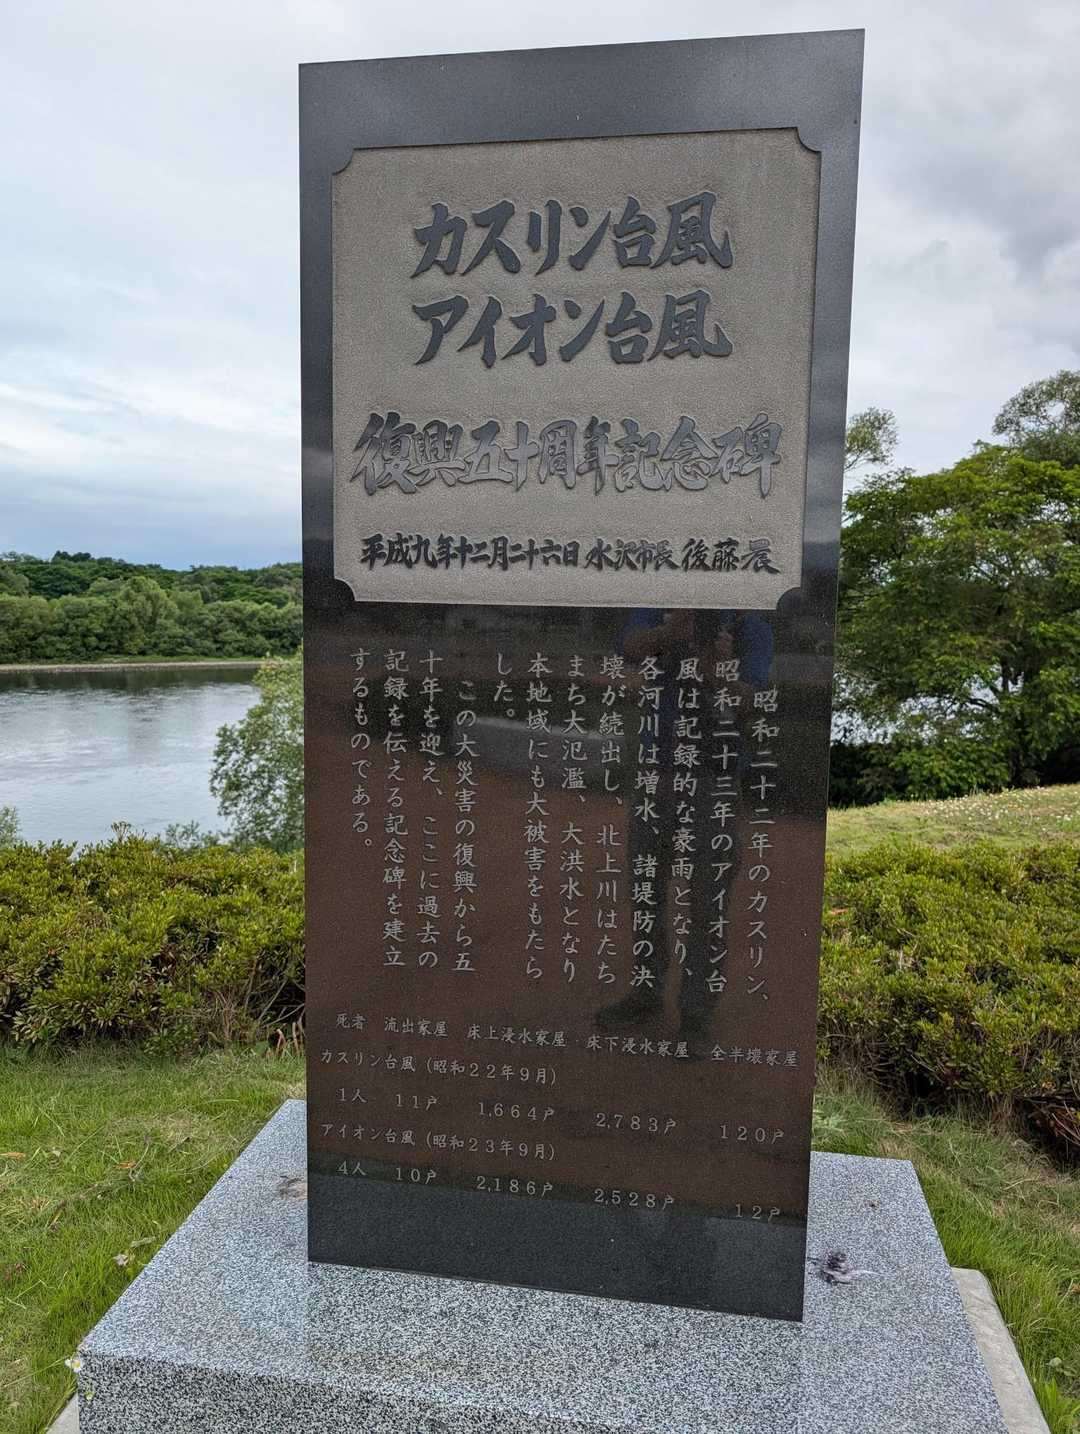 カスリン台風
アイオン台風
復興五十周年記念碑
平成九年十二月二十六日 水沢市長 後藤晨
昭和二十二年のカスリン、
昭和二十三年のアイオン台
風は記録的な豪雨となり、
各河川は増水、諸堤防の決
壊が続出し、北上川はたち
まち大氾濫、大洪水となり
本地域にも大被害をもたら
した。
この大災害の復興から五
十年を迎え、ここに過去の
記録を伝える記念碑を建立
するものである。
死者 流出家屋 床上浸水家屋 床下浸水家屋 全半壊家屋
カスリン台風(昭和22年9月)
1人 11戸 1,664戸 2,783戸 120戸
アイオン台風(昭和23年9月)
4人 10戸 2,186戸 2,528戸 12戸